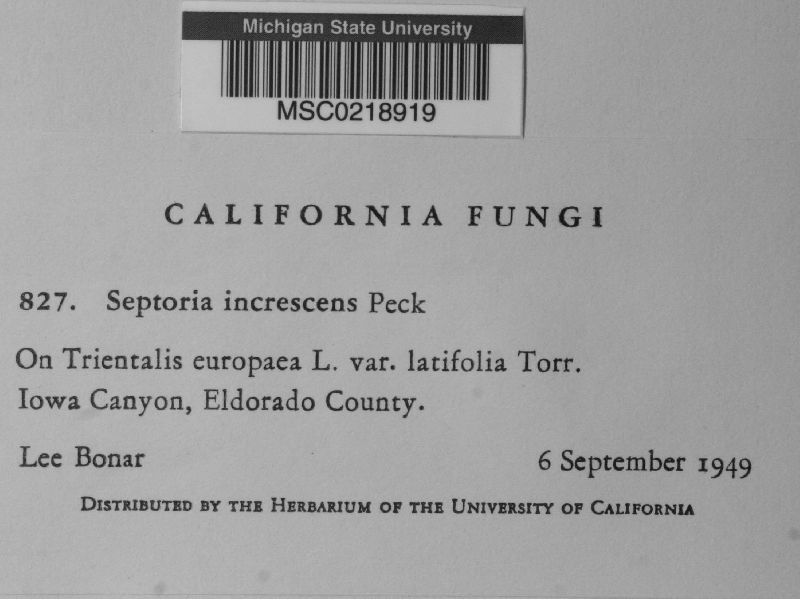 Michigan State University
MSC0218919
CALIFORNIA FUNGI
827. Septoria increscens Peck
On Trientalis europaea L. var. latifolia Torr.
Iowa Canyon, Eldorado County.
Lee Bonar 6 September 1949
Distributed by the Herbarium of the University of California